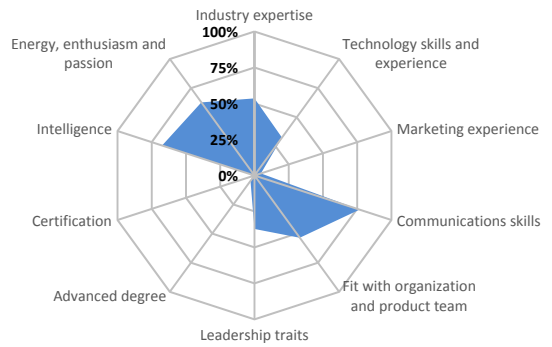 Industry expertise
100%
Energy, enthusiasm and
passion
Technology skills and
experience
75%
50%
Intelligence
Marketing experience
25%
0%
Certification
Communications skills
Advanced degree
Fit with organization
and product team
Leadership traits